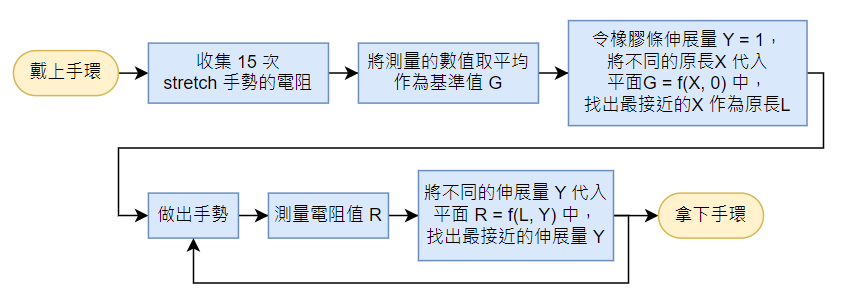 戴上手環
收集 15 次
stretch 手勢的電阻
將測量的數值取平均
作為基準值 G
令橡膠條伸展量 Y = 1，
將不同的原長X 代入
平面G = f(X, 0) 中，
找出最接近的X 作為原長L
做出手勢
測量電阻值 R
將不同的伸展量 Y 代入
平面 R = f(L, Y) 中，
找出最接近的伸展量 Y
拿下手環